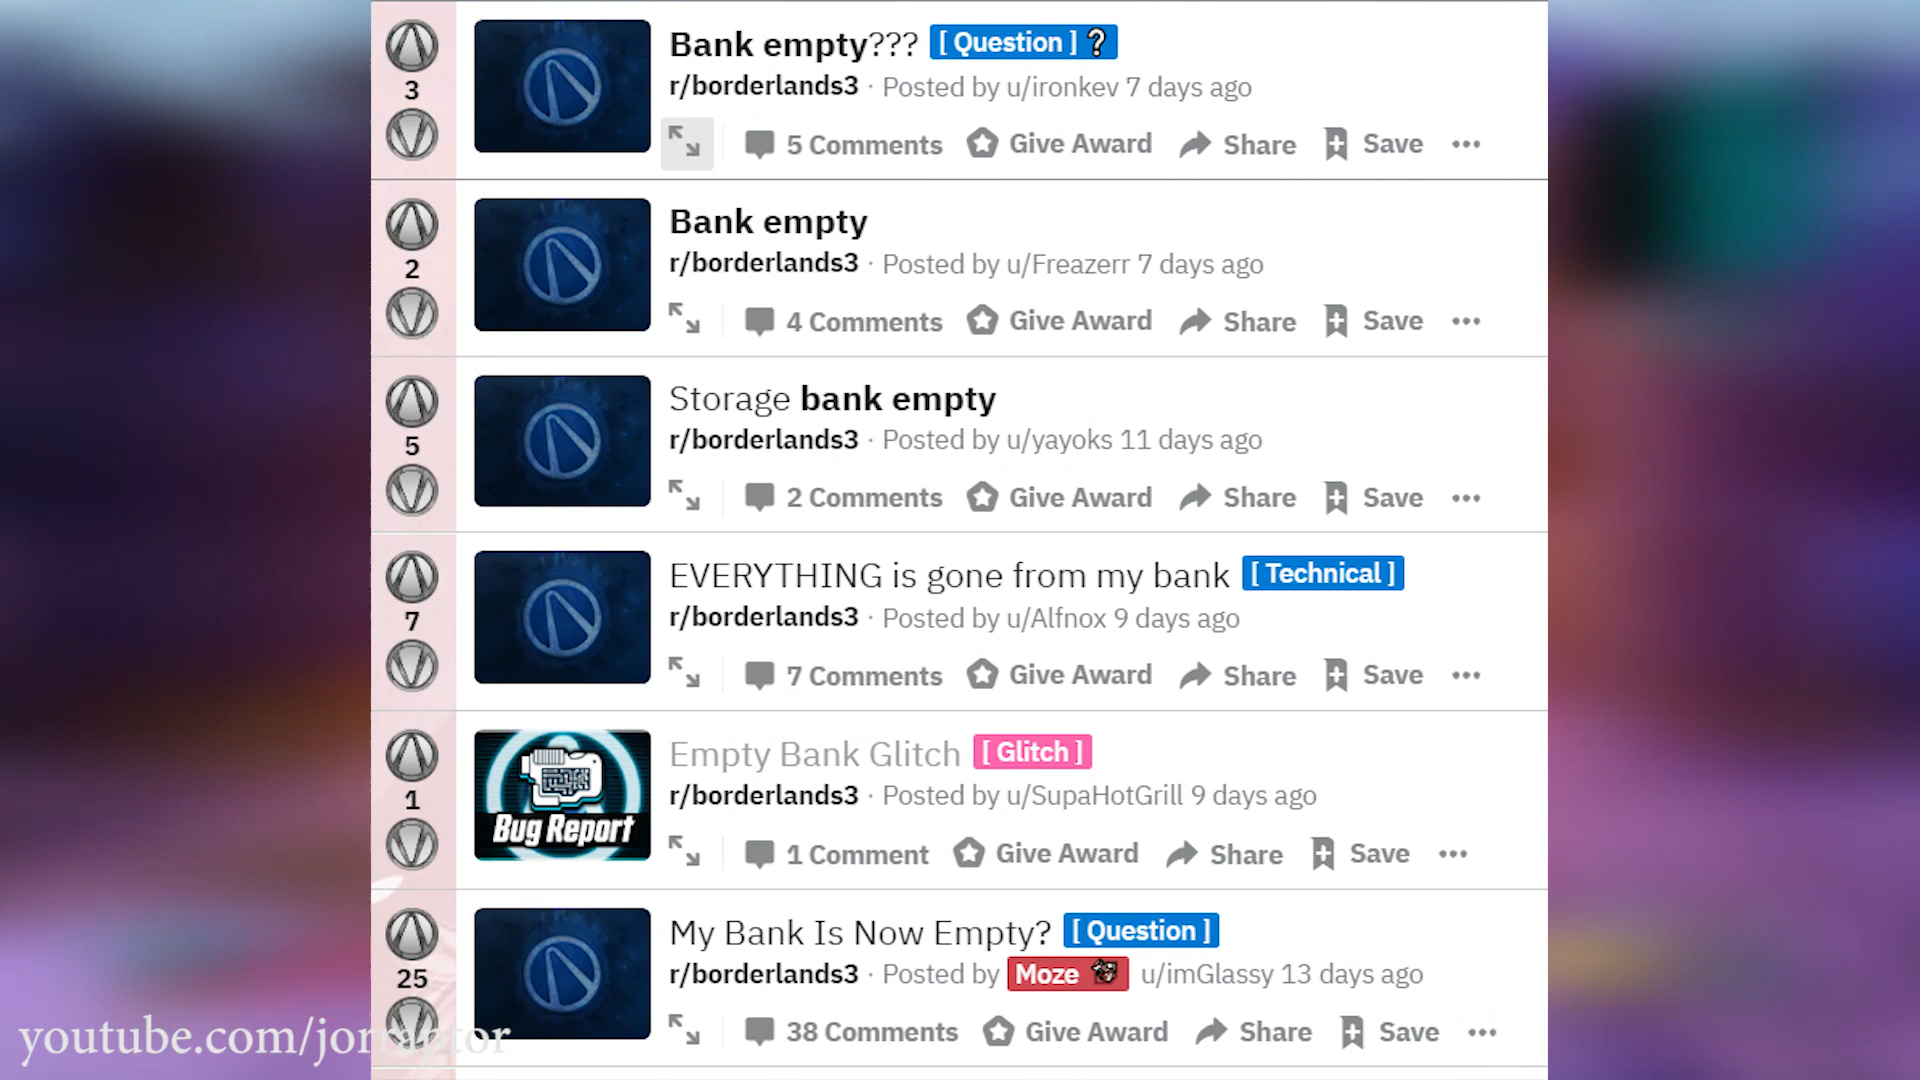 3
Bank empty??? [ Question ] ?
r/borderlands3 · Posted by u/ironkev 7 days ago
5 Comments Give Award Share Save ...
2
Bank empty
r/borderlands3 · Posted by u/Freazerr 7 days ago
4 Comments Give Award Share Save ...
5
Storage bank empty
r/borderlands3 · Posted by u/yayoks 11 days ago
2 Comments Give Award Share Save ...
7
EVERYTHING is gone from my bank [ Technical ]
r/borderlands3 · Posted by u/Alfnox 9 days ago
7 Comments Give Award Share Save ...
1
Bug Report
Empty Bank Glitch [ Glitch ]
r/borderlands3 · Posted by u/SupaHotGrill 9 days ago
1 Comment Give Award Share Save ...
25
My Bank Is Now Empty? [ Question ]
r/borderlands3 · Posted by Moze u/imGlassy 13 days ago
38 Comments Give Award Share Save ...
youtube.com/jorraptor